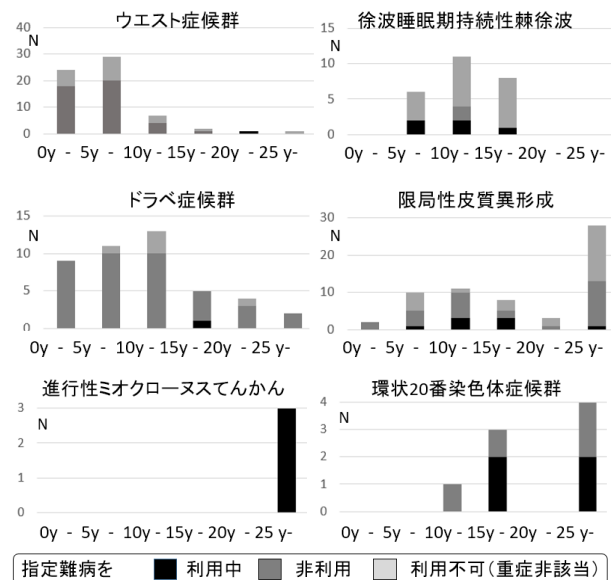 ウエスト症候群
N
40
30
20
10
0
0y - 5y - 10y - 15y - 20y - 25 y-
徐波睡眠期持続性棘徐波
N
15
10
5
0
0y - 5y - 10y - 15y - 20y - 25 y-
ドラベ症候群
N
15
10
5
0
0y - 5y - 10y - 15y - 20y - 25 y-
限局性皮質異形成
N
30
20
10
0
0y - 5y - 10y - 15y - 20y - 25 y-
進行性ミオクローヌスてんかん
N
3
2
1
0
0y - 5y - 10y - 15y - 20y - 25 y-
環状20番染色体症候群
N
4
3
2
1
0
0y - 5y - 10y - 15y - 20y - 25 y-
指定難病を 利用中 非利用 利用不可(重症非該当)